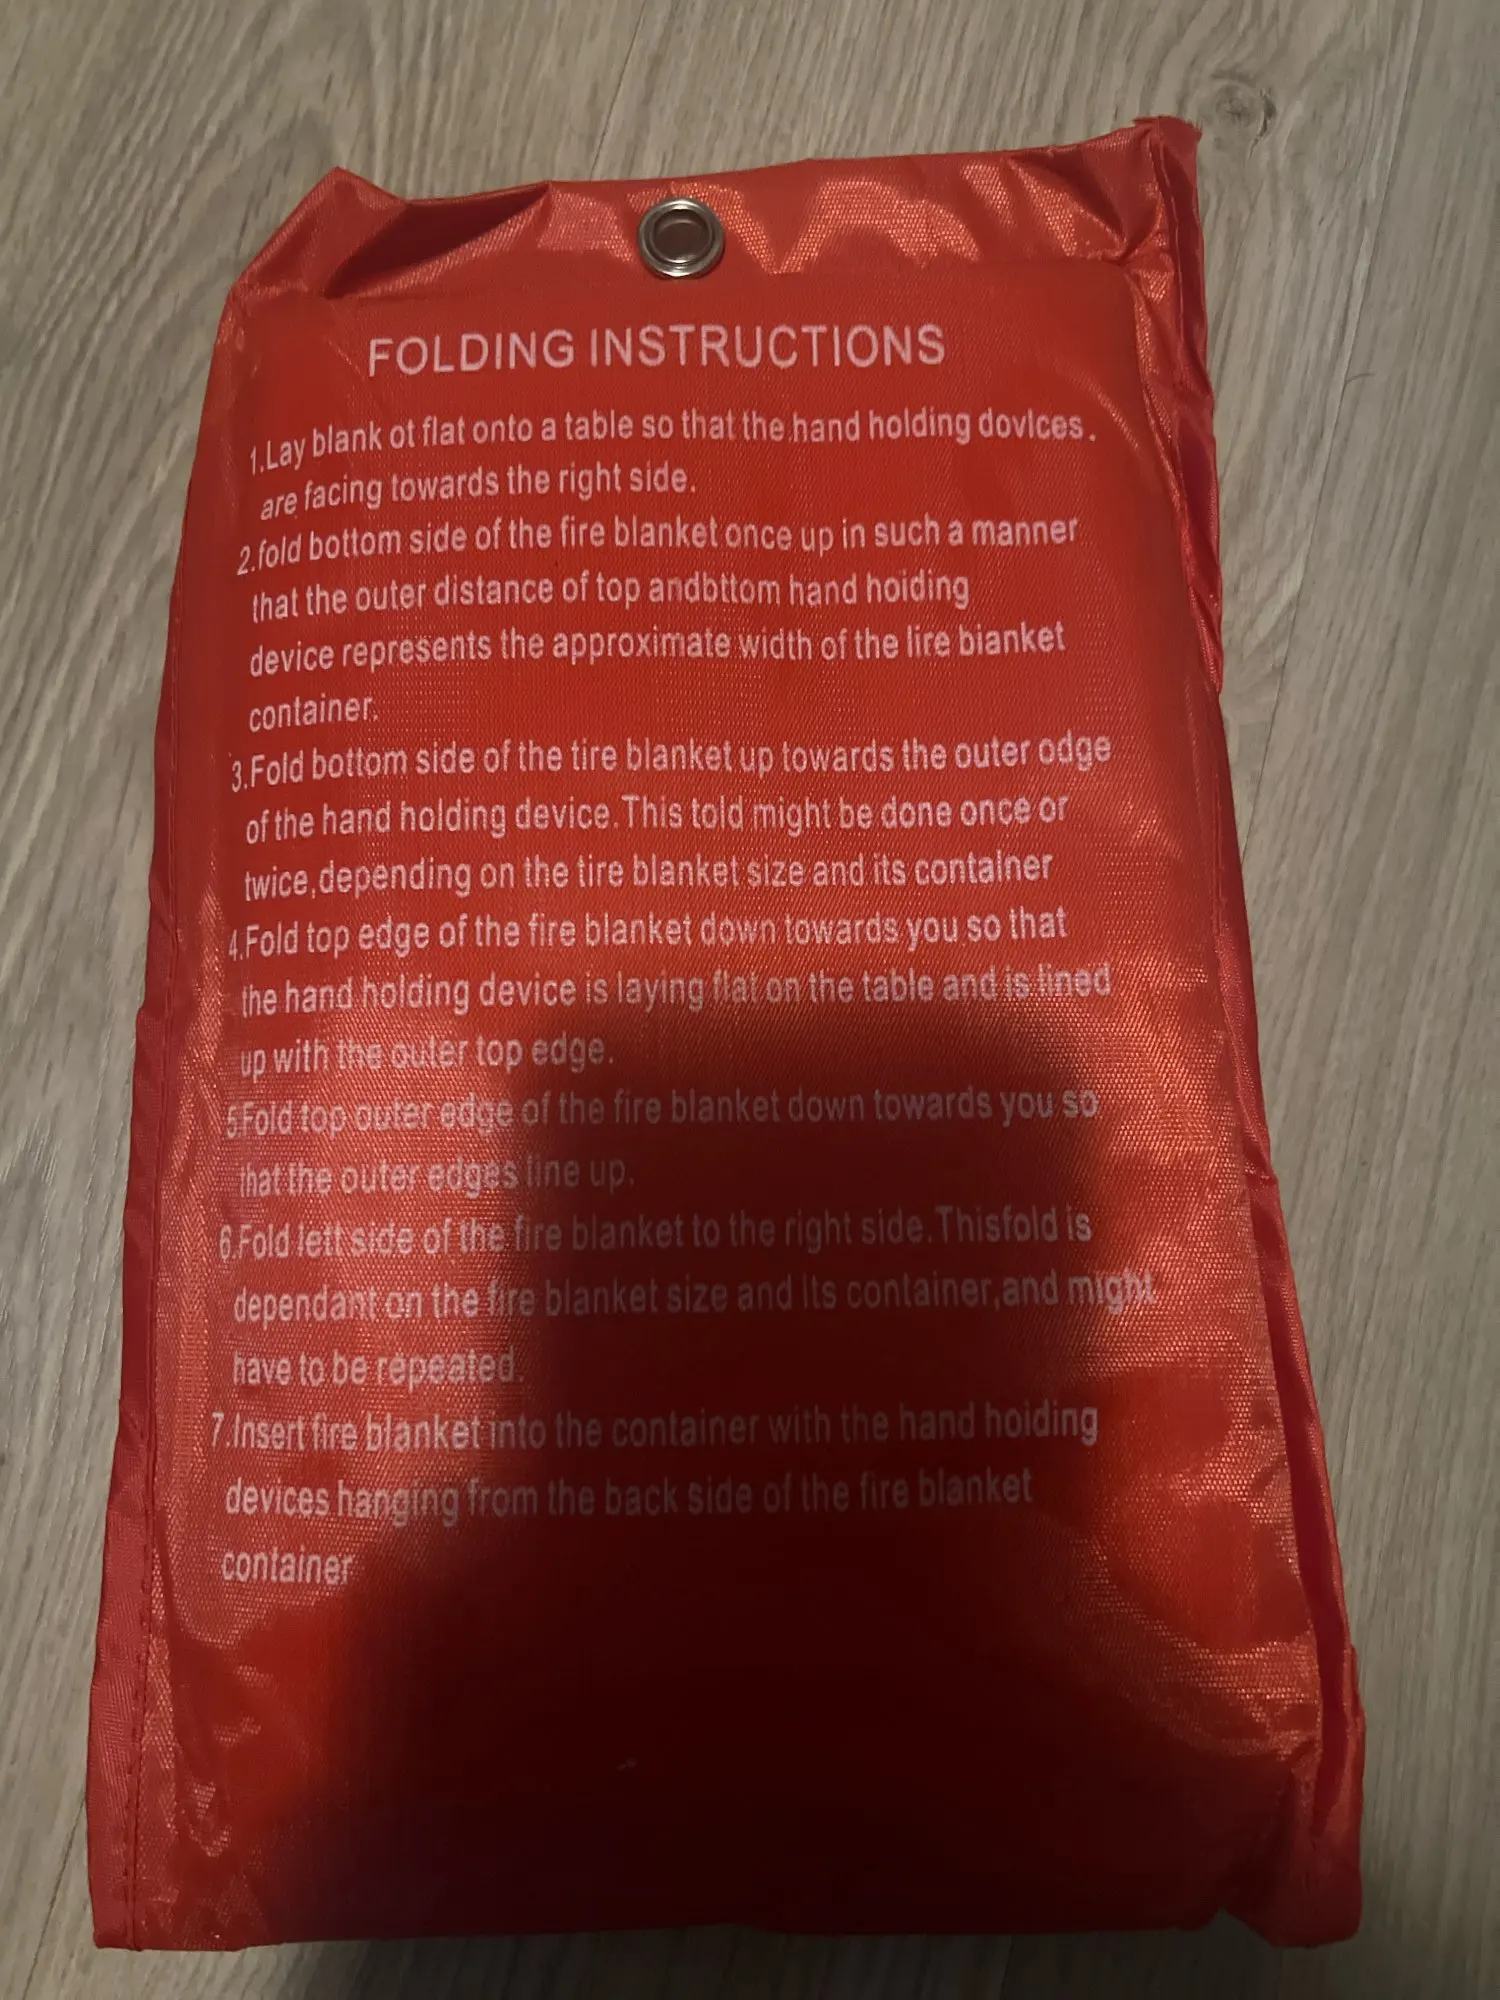 FOLDING INSTRUCTIONS
1.Lay blank ot flat onto a table so that the hand holding dovlces.
are facing towards the right side.
2.fold bottom side of the fire blanket once up in such a manner
that the outer distance of top andbttom hand hoiding
device represents the approximate width of the lire bianket
container.
3.Fold bottom side of the tire blanket up towards the outer odge
of the hand holding device.This told might be done once or
twice,depending on the tire blanket size and its contalner
4.Fold top edge of the fire blanket down towards you so that
the hand holding device is laying flat on the table and is lined
up with the outer top edge.
5.Fold top outer edge of the fire blanket down towards you so
that the outer edges line up.
6.Fold lett side of the fire blanket to the right side.Thisfold is
dependant on the fire blanket size and its container,and might
have to be repeated.
7.Insert fire blanket into the container with the hand hoiding
devices hanging from the back side of the fire blanket
container